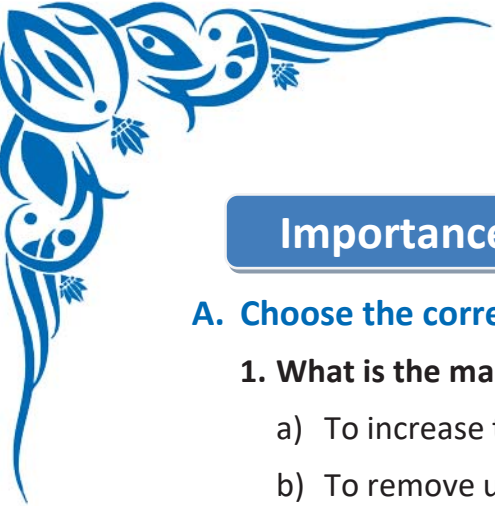 Importance
A. Choose the corre
1. What is the ma
a) To increase
b) To remove